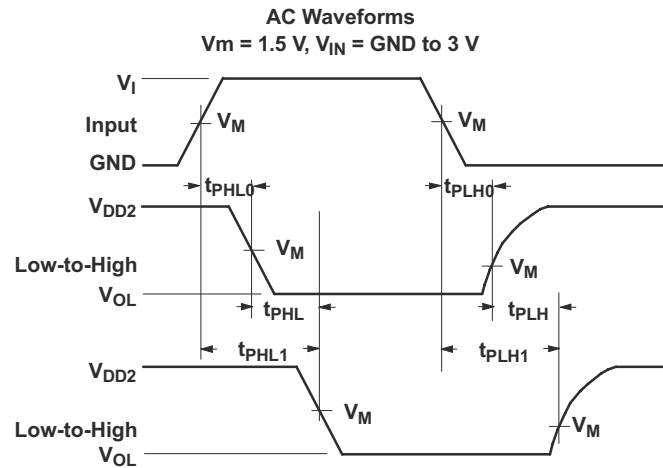 AC Waveforms
Vm = 1.5 V, VIN = GND to 3 V
VI
Input
VM
VM
GND
tPHL0
tPLH0
VDD2
Low-to-High
VM
VM
VOL
tPHL
tPLH
tPHL1
tPLH1
VDD2
Low-to-High
VM
VM
VOL